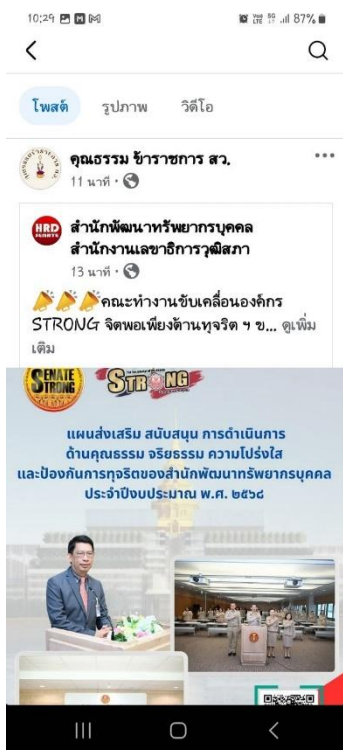 10:29
87%
โพสต์ รูปภาพ วิดีโอ
คุณธรรม ข้าราชการ สว.
11 นาที ·
HRD
สำนักพัฒนาทรัพยากรบุคคล
สำนักงานเลขาธิการวุฒิสภา
13 นาที ·
คณะทำงานขับเคลื่อนองค์กร
STRONG จิตพอเพียงต้านทุจริต ฯ ข... ดูเพิ่ม
เติม
SENATE
STRONG
STRONG
แผนส่งเสริม สนับสนุน การดำเนินการ
ด้านคุณธรรม จริยธรรม ความโปร่งใส
และป้องกันการทุจริตของสำนักพัฒนาทรัพยากรบุคคล
ประจำปีงบประมาณ พ.ศ. ๒๕๖๘